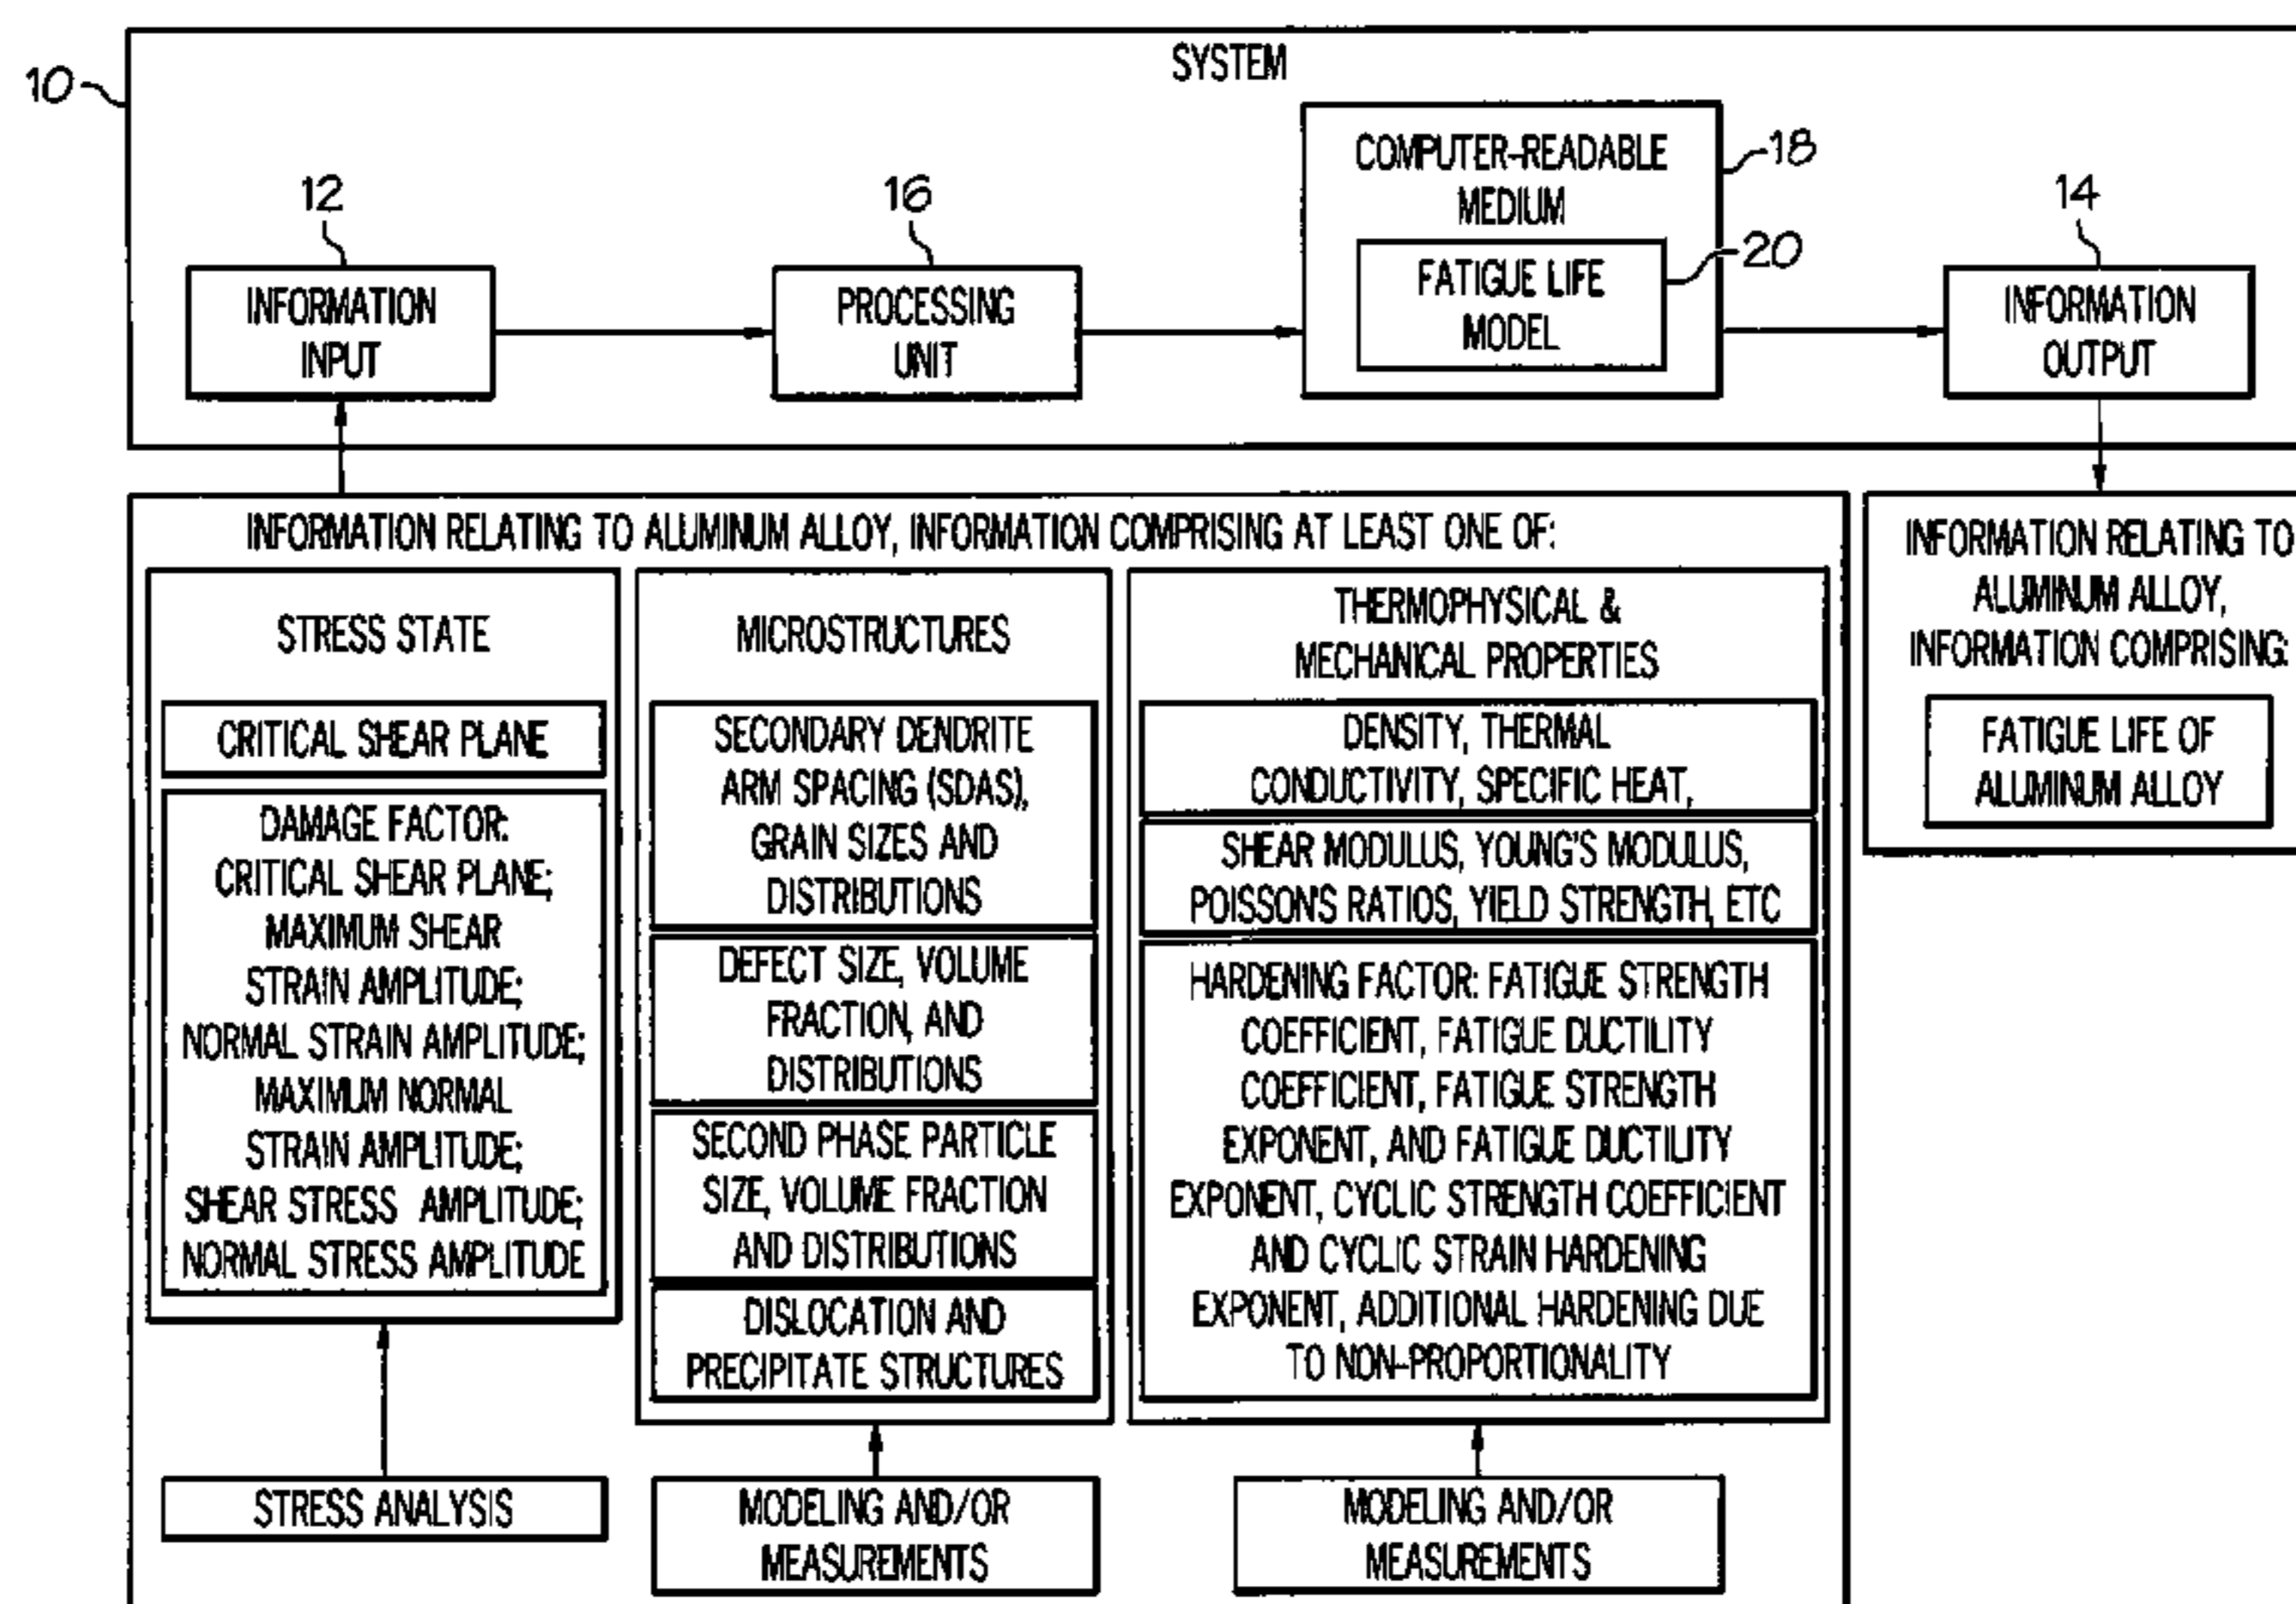 SYSTEM
10
12
INFORMATION
INPUT
16
PROCESSING
UNIT
COMPUTER-READABLE
MEDIUM
18
FATIGUE LIFE
MODEL
20
14
INFORMATION
OUTPUT
INFORMATION RELATING TO ALUMINUM ALLOY, INFORMATION COMPRISING AT LEAST ONE OF:
STRESS STATE
CRITICAL SHEAR PLANE
DAMAGE FACTOR:
CRITICAL SHEAR PLANE;
MAXIMUM SHEAR
STRAIN AMPLITUDE;
NORMAL STRAIN AMPLITUDE;
MAXIMUM NORMAL
STRAIN AMPLITUDE;
SHEAR STRESS AMPLITUDE;
NORMAL STRESS AMPLITUDE
STRESS ANALYSIS
MICROSTRUCTURES
SECONDARY DENDRITE
ARM SPACING (SDAS),
GRAIN SIZES AND
DISTRIBUTIONS
DEFECT SIZE, VOLUME
FRACTION, AND
DISTRIBUTIONS
SECOND PHASE PARTICLE
SIZE, VOLUME FRACTION
AND DISTRIBUTIONS
DISLOCATION AND
PRECIPITATE STRUCTURES
MODELING AND/OR
MEASUREMENTS
THERMOPHYSICAL &
MECHANICAL PROPERTIES
DENSITY, THERMAL
CONDUCTIVITY, SPECIFIC HEAT,
SHEAR MODULUS, YOUNG'S MODULUS,
POISSON'S RATIOS, YIELD STRENGTH, ETC
HARDENING FACTOR: FATIGUE STRENGTH
COEFFICIENT, FATIGUE DUCTILITY
COEFFICIENT, FATIGUE STRENGTH
EXPONENT, AND FATIGUE DUCTILITY
EXPONENT, CYCLIC STRENGTH COEFFICIENT
AND CYCLIC STRAIN HARDENING
EXPONENT, ADDITIONAL HARDENING DUE
TO NON-PROPORTIONALITY
MODELING AND/OR
MEASUREMENTS
INFORMATION RELATING TO
ALUMINUM ALLOY,
INFORMATION COMPRISING:
FATIGUE LIFE OF
ALUMINUM ALLOY